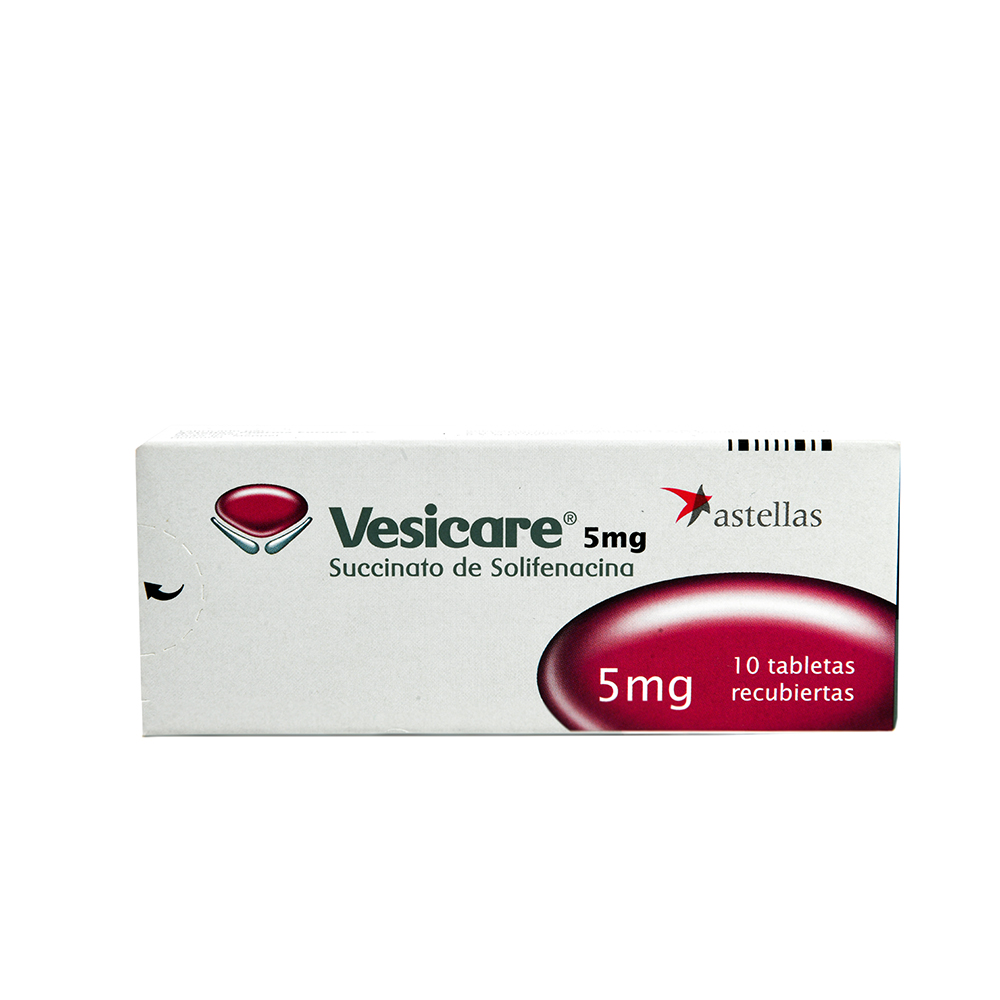 Vesicare® 5mg
Succinato de Solifenacina
astellas
5mg
10 tabletas
recubiertas